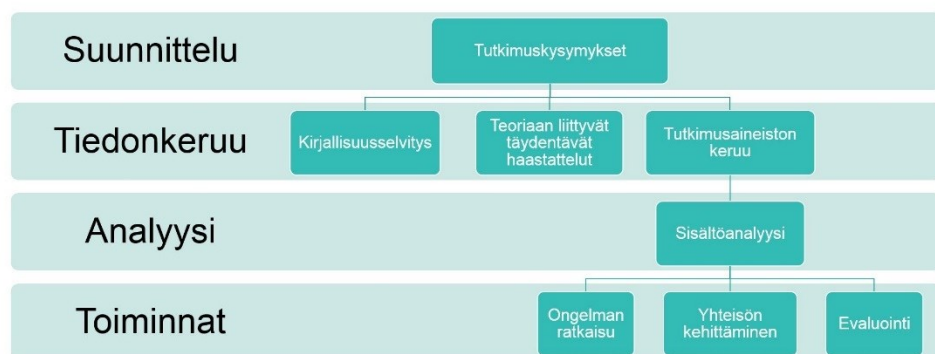 Suunnittelu
Tutkimuskysymykset
Tiedonkeruu
Kirjallisuusselvitys
Teoriaan liittyvät
täydentävät
haastattelut
Tutkimusaineiston
keruu
Analyysi
Sisältöanalyysi
Toiminnat
Ongelman
ratkaisu
Yhteisön
kehittäminen
Evaluointi